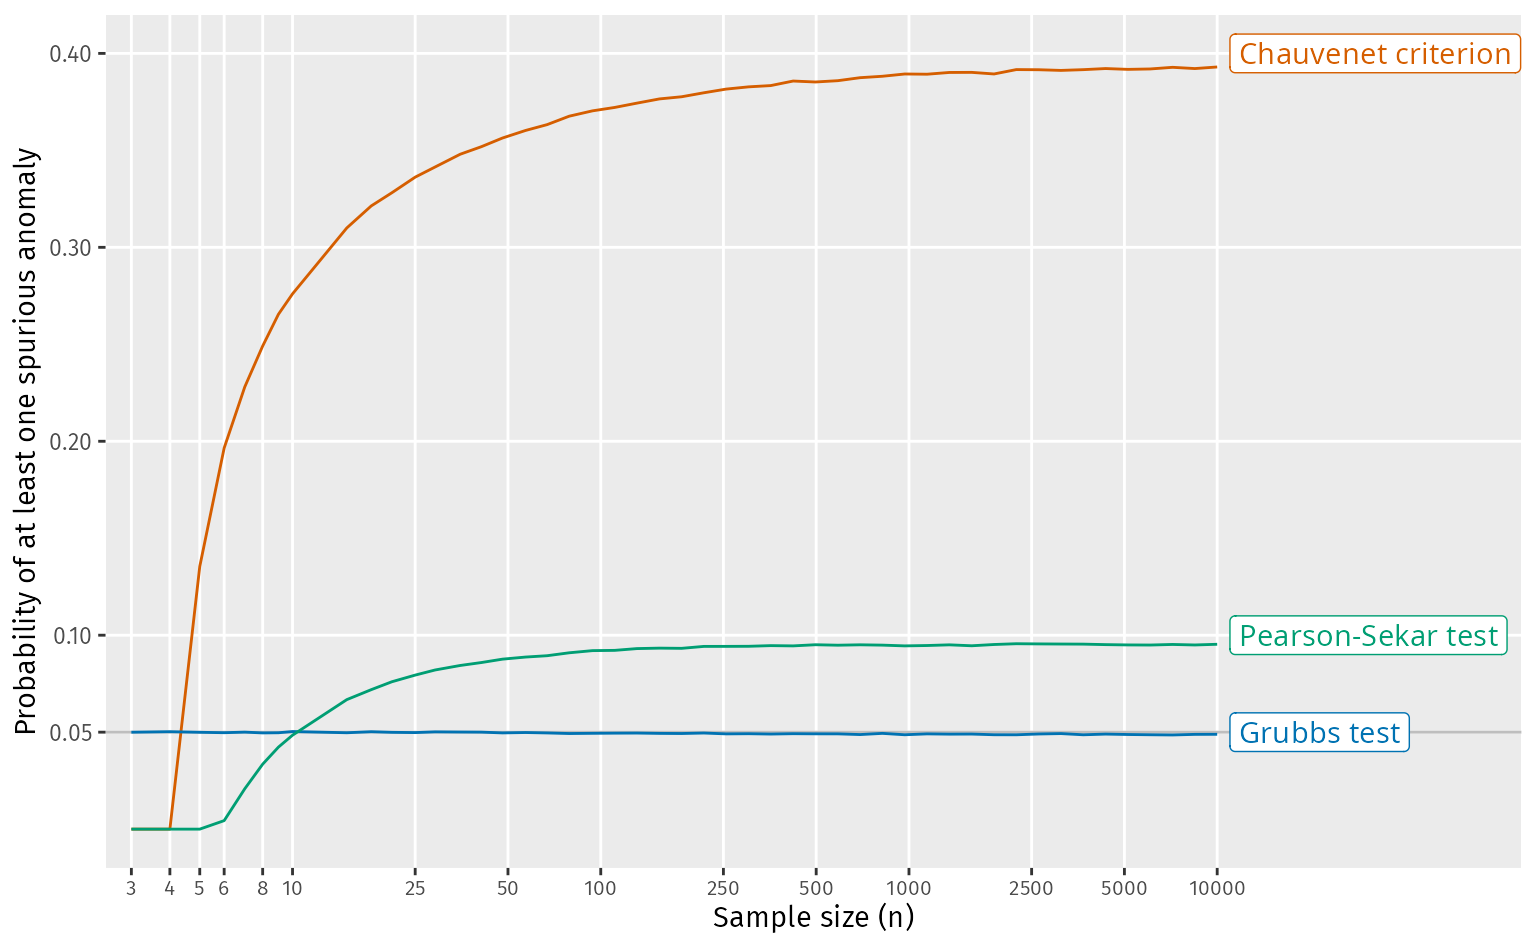 0.40
0.30
0.20
0.10
0.05
Probability of at least one spurious anomaly
Chauvenet criterion
Pearson-Sekar test
Grubbs test
3 4 5 6 8 10 25 50 100 250 500 1000 2500 5000 10000
Sample size (n)